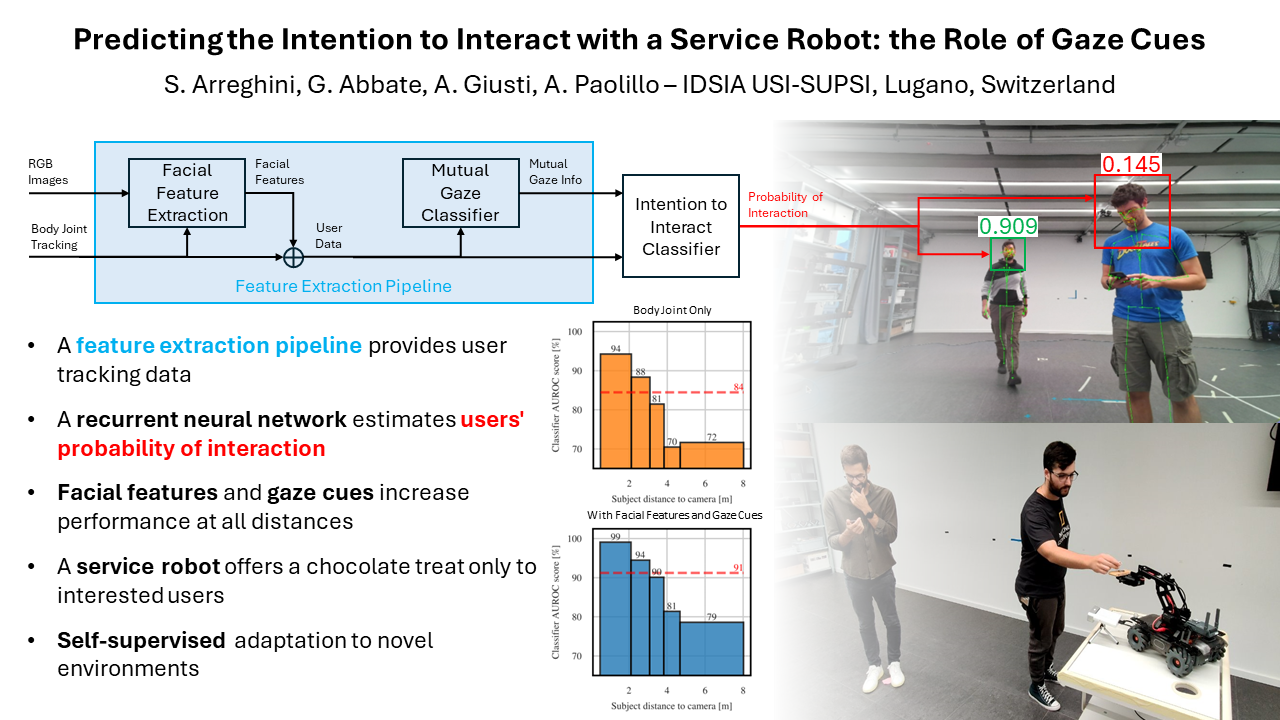 Predicting the Intention to Interact with a Service Robot: the Role of Gaze Cues
S. Arreghini, G. Abbate, A. Giusti, A. Paolillo – IDSIA USI-SUPSI, Lugano, Switzerland
RGB
Images
Body Joint
Tracking
Facial
Feature
Extraction
Facial
Features
User
Data
Mutual
Gaze
Classifier
Mutual
Gaze Info
Feature Extraction Pipeline
Intention to
Interact
Classifier
Probability of
Interaction
0.909
0.145
• A feature extraction pipeline provides user
tracking data
• A recurrent neural network estimates users'
probability of interaction
• Facial features and gaze cues increase
performance at all distances
• A service robot offers a chocolate treat only to
interested users
• Self-supervised adaptation to novel
environments
Body Joint Only
Classifier AUROC score [%]
100
90
80
70
94
88
81
70
72
84
2 4 6 8
Subject distance to camera [m]
With Facial Features and Gaze Cues
Classifier AUROC score [%]
100
90
80
70
99
94
90
81
79
91
2 4 6 8
Subject distance to camera [m]